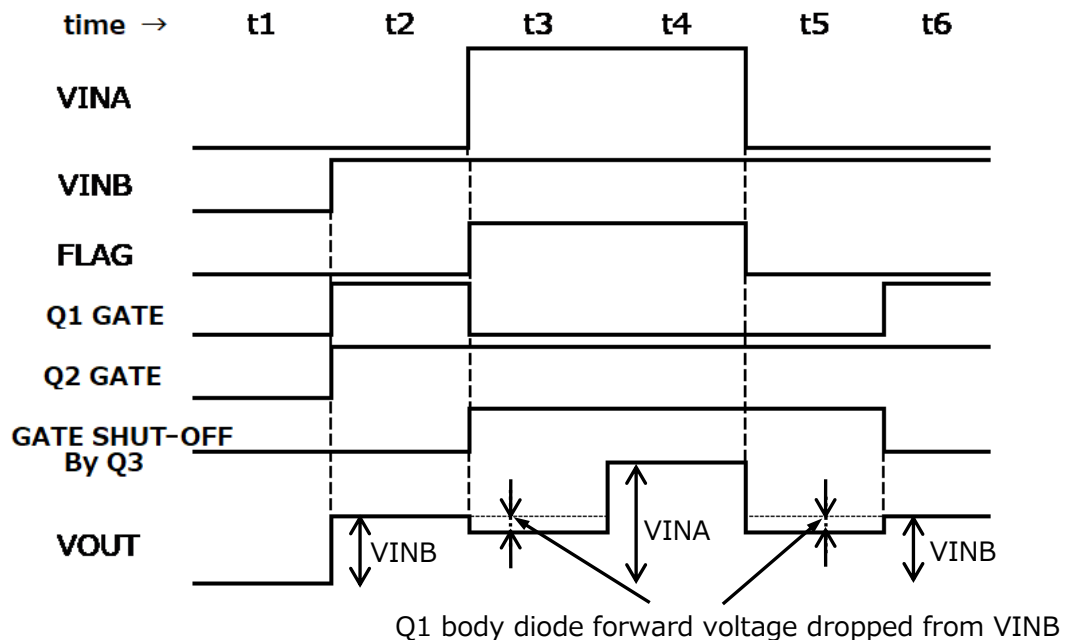 time → t1 t2 t3 t4 t5 t6
VINA
VINB
FLAG
Q1 GATE
Q2 GATE
GATE SHUT-OFF
By Q3
VOUT
VINB
VINA
VINB
Q1 body diode forward voltage dropped from VINB